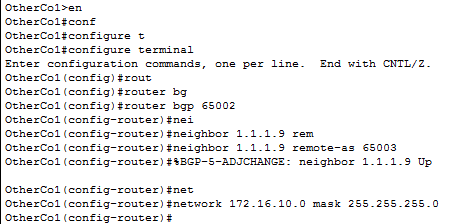 OtherCo1>en
OtherCo1#conf
OtherCo1#configure t
OtherCo1#configure terminal
Enter configuration commands, one per line.  End with CNTL/Z.
OtherCo1(config)#rout
OtherCo1(config)#router bg
OtherCo1(config)#router bgp 65002
OtherCo1(config-router)#nei
OtherCo1(config-router)#neighbor 1.1.1.9 rem
OtherCo1(config-router)#neighbor 1.1.1.9 remote-as 65003
OtherCo1(config-router)#%BGP-5-ADJCHANGE: neighbor 1.1.1.9 Up

OtherCo1(config-router)#net
OtherCo1(config-router)#network 172.16.10.0 mask 255.255.255.0
OtherCo1(config-router)#